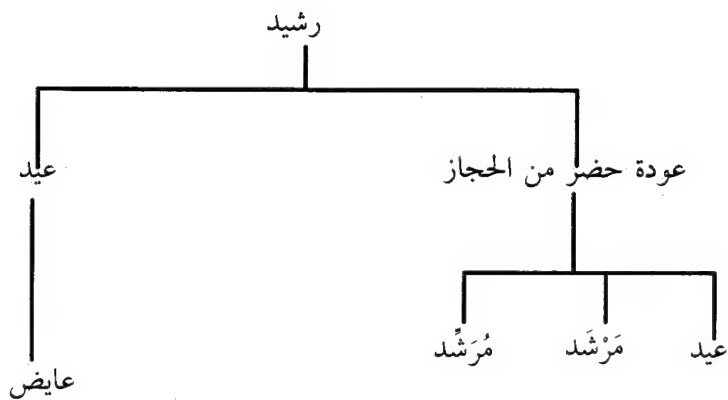 رشيد
عودة حضر من الحجاز
عيد
عيد
مَرْشَد
مُرَشِّد
عايض